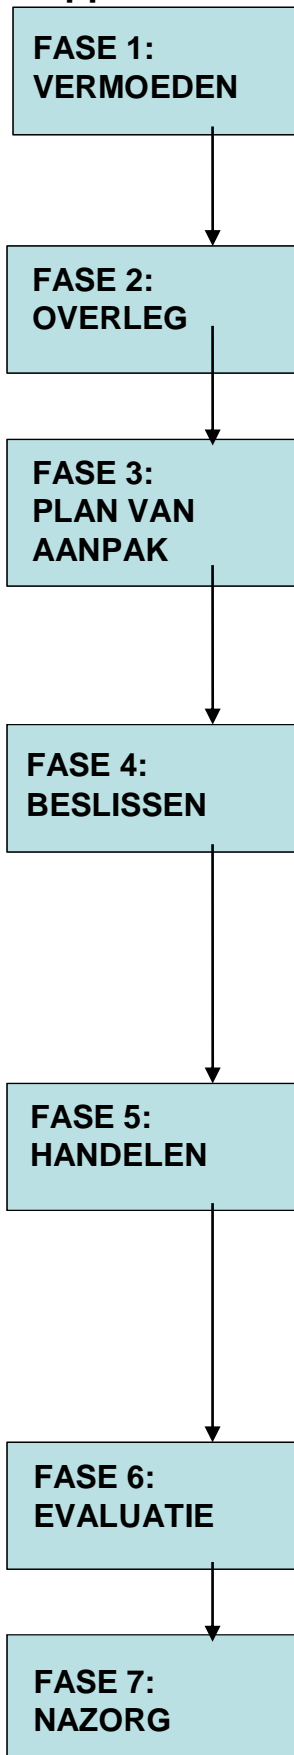 FASE 1:
VERMOEDEN
FASE 2:
OVERLEG
FASE 3:
PLAN VAN
AANPAK
FASE 4:
BESLISSEN
FASE 5:
HANDELEN
FASE 6:
EVALUATIE
FASE 7:
NAZORG